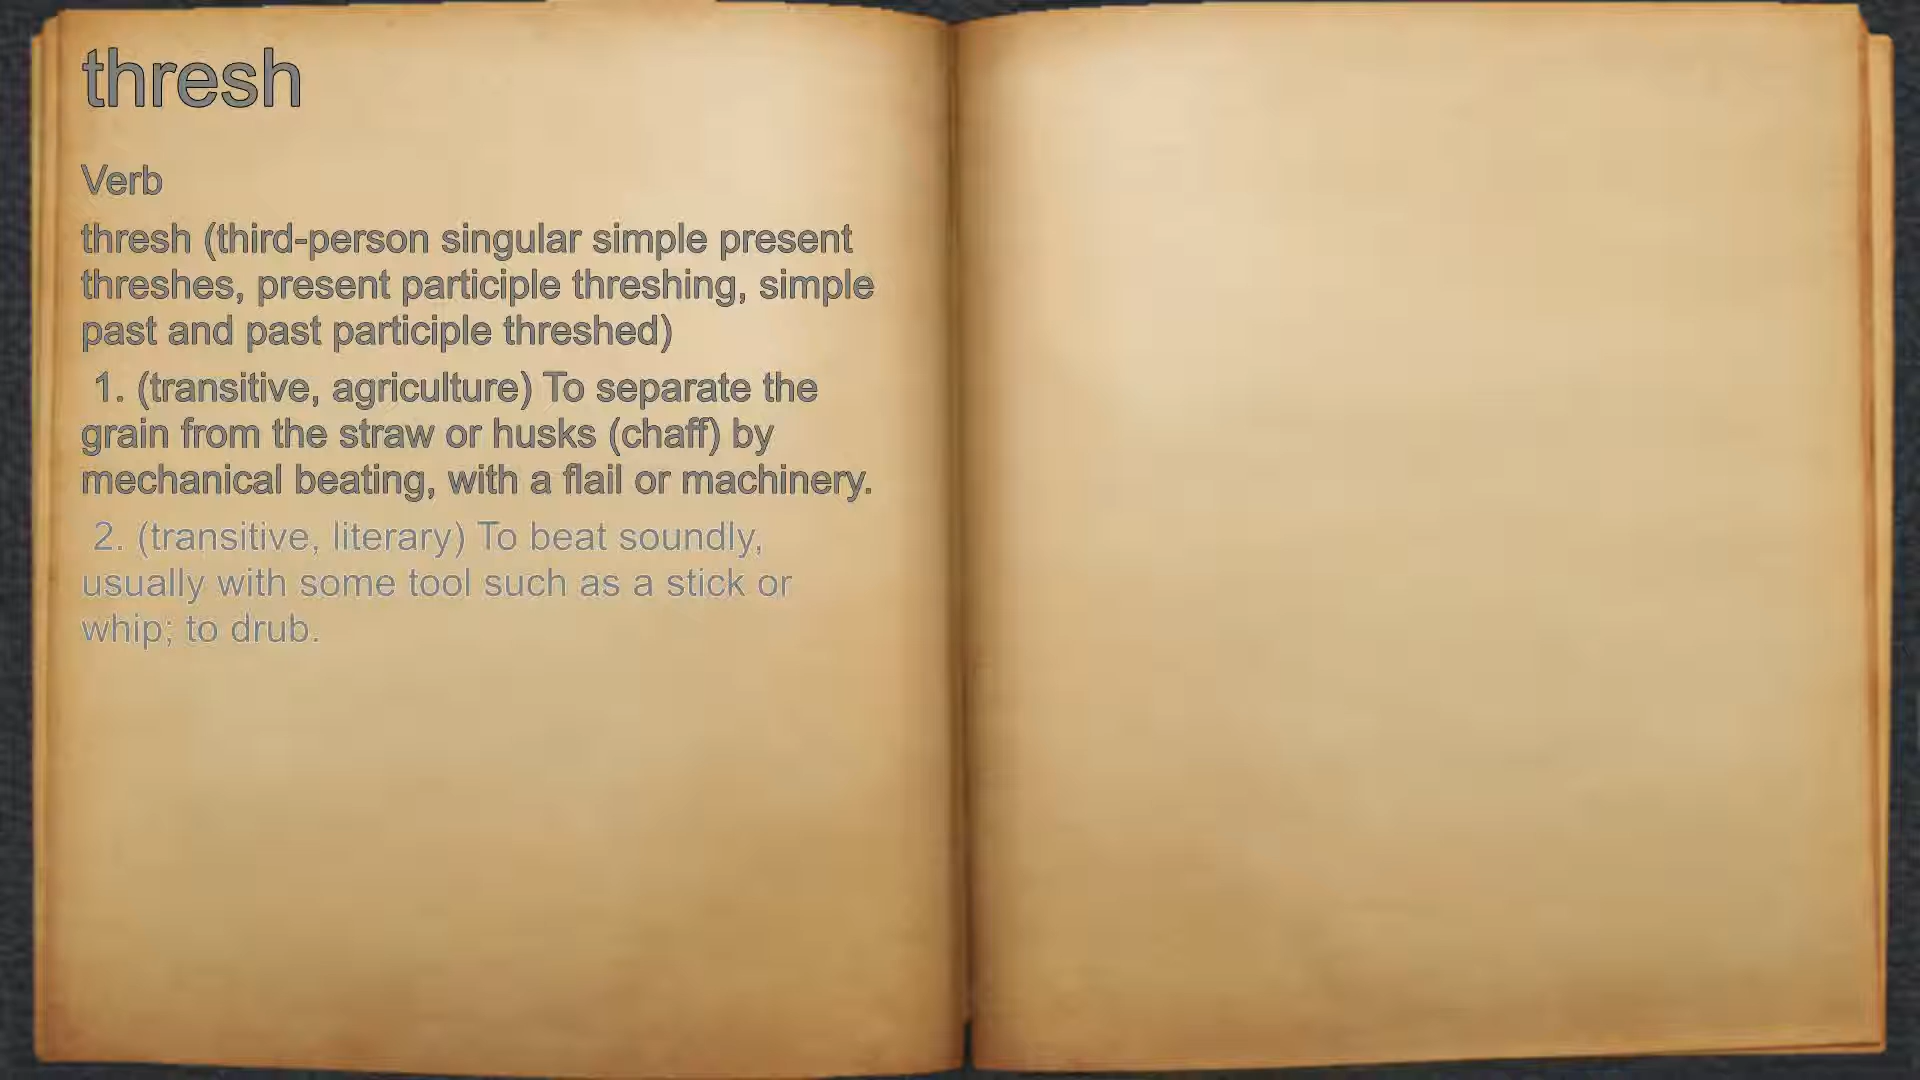 thresh
Verb
thresh (third-person singular simple present
threshes, present participle threshing, simple
past and past participle threshed)
1. (transitive, agriculture) To separate the
grain from the straw or husks (chaff) by
mechanical beating, with a flail or machinery.
2. (transitive, literary) To beat soundly,
usually with some tool such as a stick or
whip; to drub.